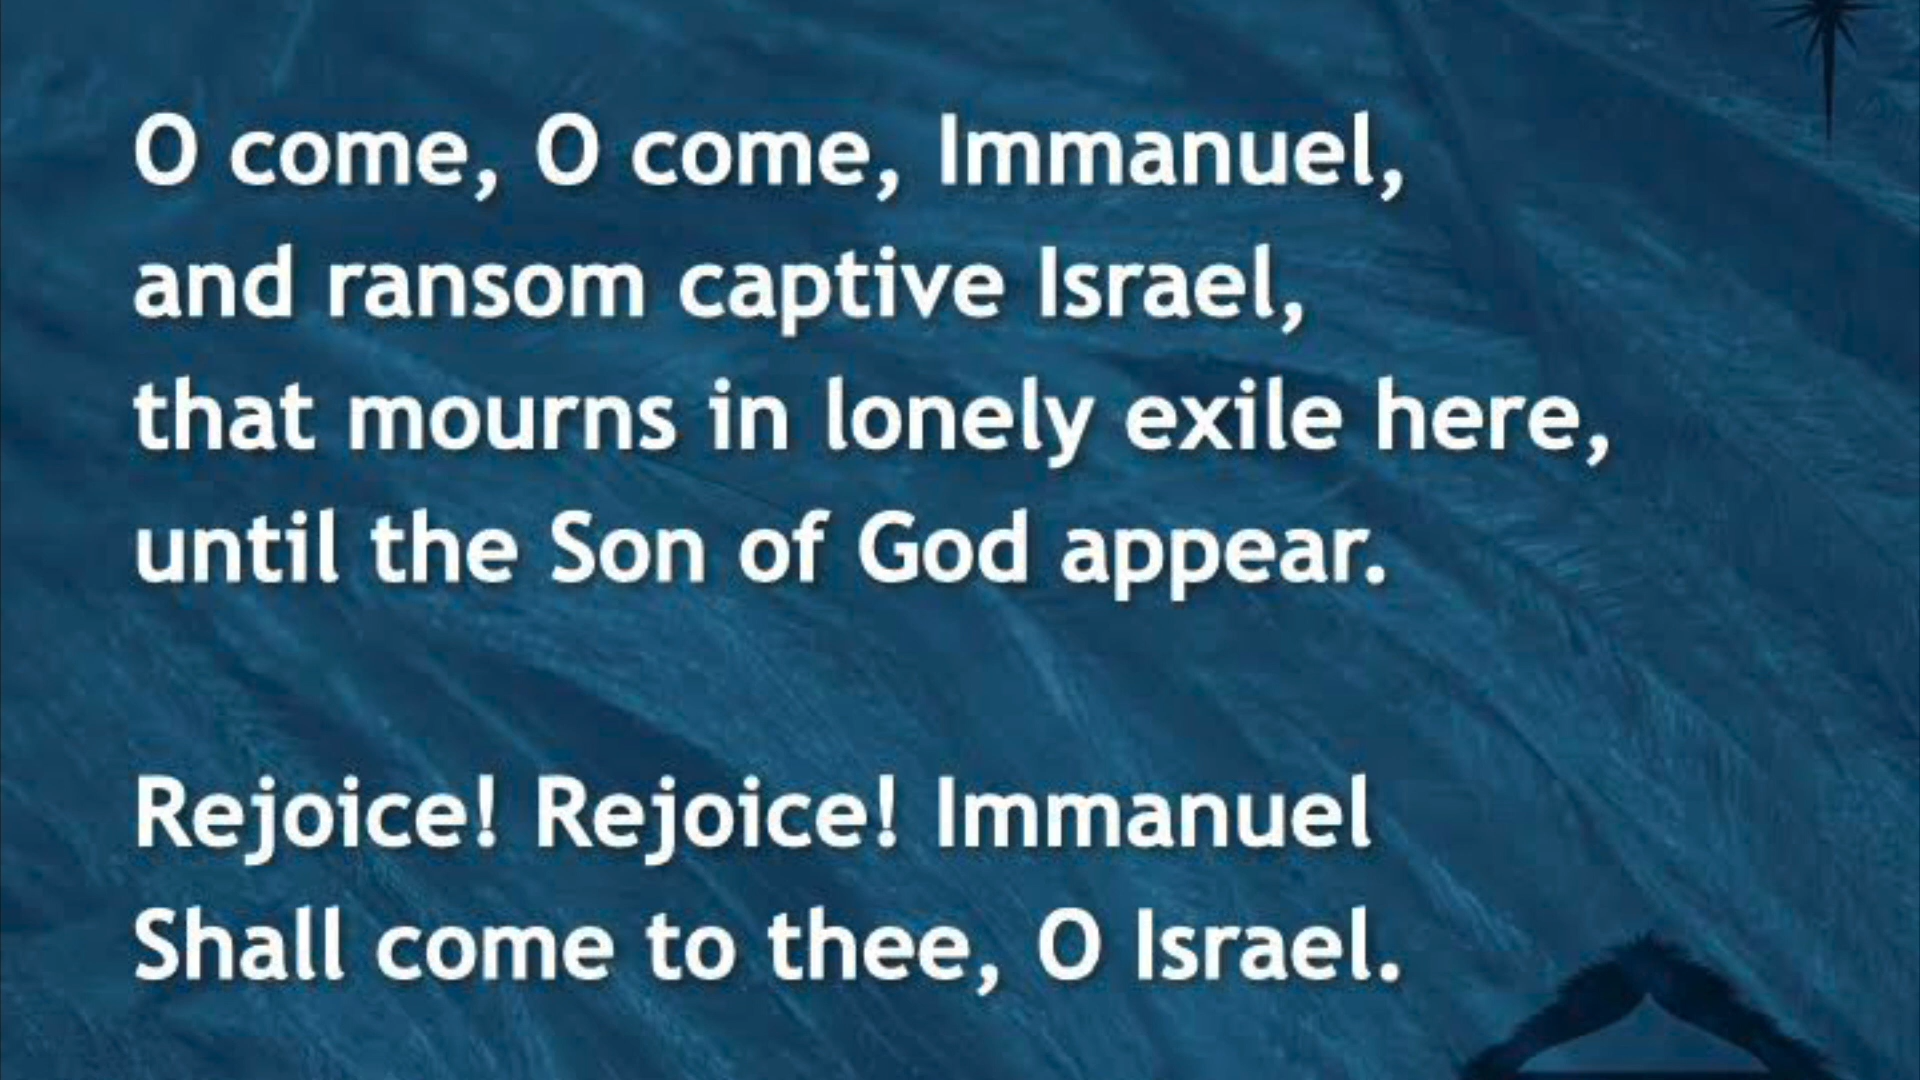 O come, O come, Immanuel,
and ransom captive Israel,
that mourns in lonely exile here,
until the Son of God appear.
Rejoice! Rejoice! Immanuel
Shall come to thee, O Israel.